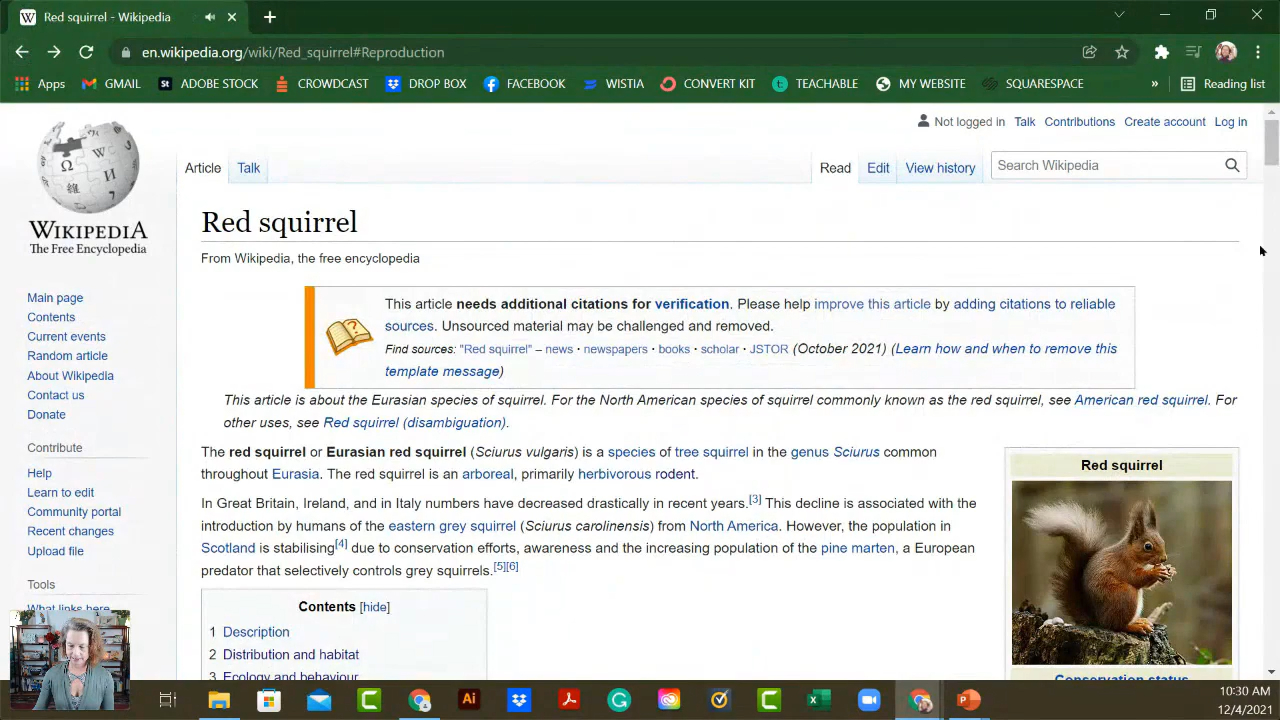 Red squirrel - Wikipedia
en.wikipedia.org/wiki/Red_squirrel#Reproduction
Apps GMAIL St ADOBE STOCK CROWDCAST DROP BOX FACEBOOK WISTIA CONVERT KIT TEACHABLE MY WEBSITE SQUARESPACE » Reading list
Not logged in Talk Contributions Create account Log in
Article Talk Read Edit View history Search Wikipedia
WIKIPEDIA
The Free Encyclopedia
Main page
Contents
Current events
Random article
About Wikipedia
Contact us
Donate
Contribute
Help
Learn to edit
Community portal
Recent changes
Upload file
Tools
What links here
Red squirrel
From Wikipedia, the free encyclopedia
This article needs additional citations for verification. Please help improve this article by adding citations to reliable
sources. Unsourced material may be challenged and removed.
Find sources: "Red squirrel" – news · newspapers · books · scholar · JSTOR (October 2021) (Learn how and when to remove this
template message)
This article is about the Eurasian species of squirrel. For the North American species of squirrel commonly known as the red squirrel, see American red squirrel. For
other uses, see Red squirrel (disambiguation).
The red squirrel or Eurasian red squirrel (Sciurus vulgaris) is a species of tree squirrel in the genus Sciurus common
throughout Eurasia. The red squirrel is an arboreal, primarily herbivorous rodent.
In Great Britain, Ireland, and in Italy numbers have decreased drastically in recent years.[3] This decline is associated with the
introduction by humans of the eastern grey squirrel (Sciurus carolinensis) from North America. However, the population in
Scotland is stabilising[4] due to conservation efforts, awareness and the increasing population of the pine marten, a European
predator that selectively controls grey squirrels.[5][6]
Contents [hide]
1 Description
2 Distribution and habitat
3 Ecology and behaviour
Red squirrel
Conservation status
Ai
10:30 AM
12/4/2021